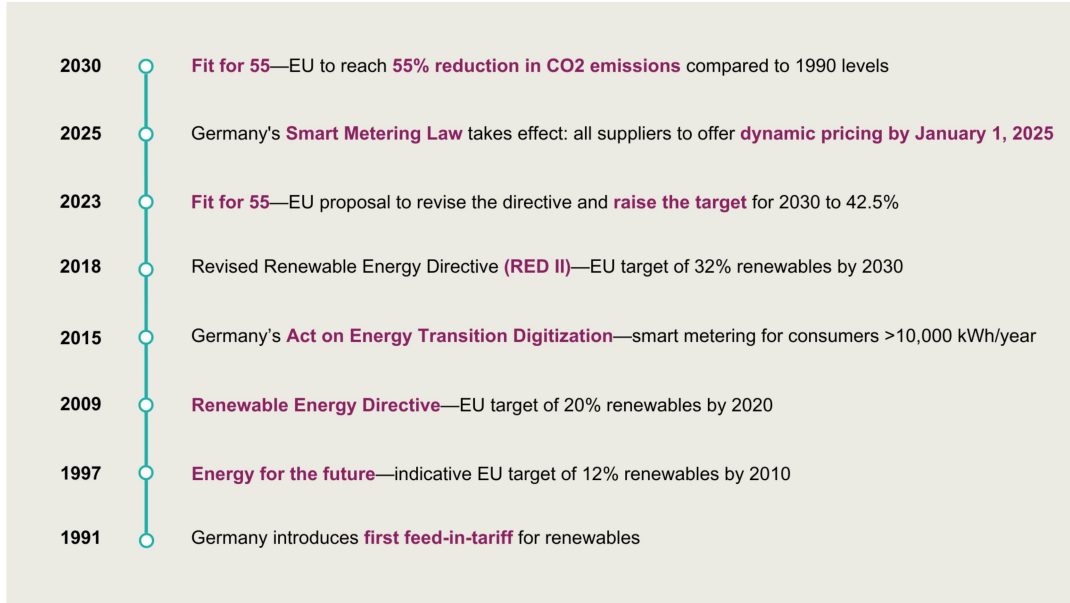 2030 Fit for 55—EU to reach 55% reduction in CO2 emissions compared to 1990 levels
2025 Germany's Smart Metering Law takes effect: all suppliers to offer dynamic pricing by January 1, 2025
2023 Fit for 55—EU proposal to revise the directive and raise the target for 2030 to 42.5%
2018 Revised Renewable Energy Directive (RED II)—EU target of 32% renewables by 2030
2015 Germany’s Act on Energy Transition Digitization—smart metering for consumers >10,000 kWh/year
2009 Renewable Energy Directive—EU target of 20% renewables by 2020
1997 Energy for the future—indicative EU target of 12% renewables by 2010
1991 Germany introduces first feed-in-tariff for renewables